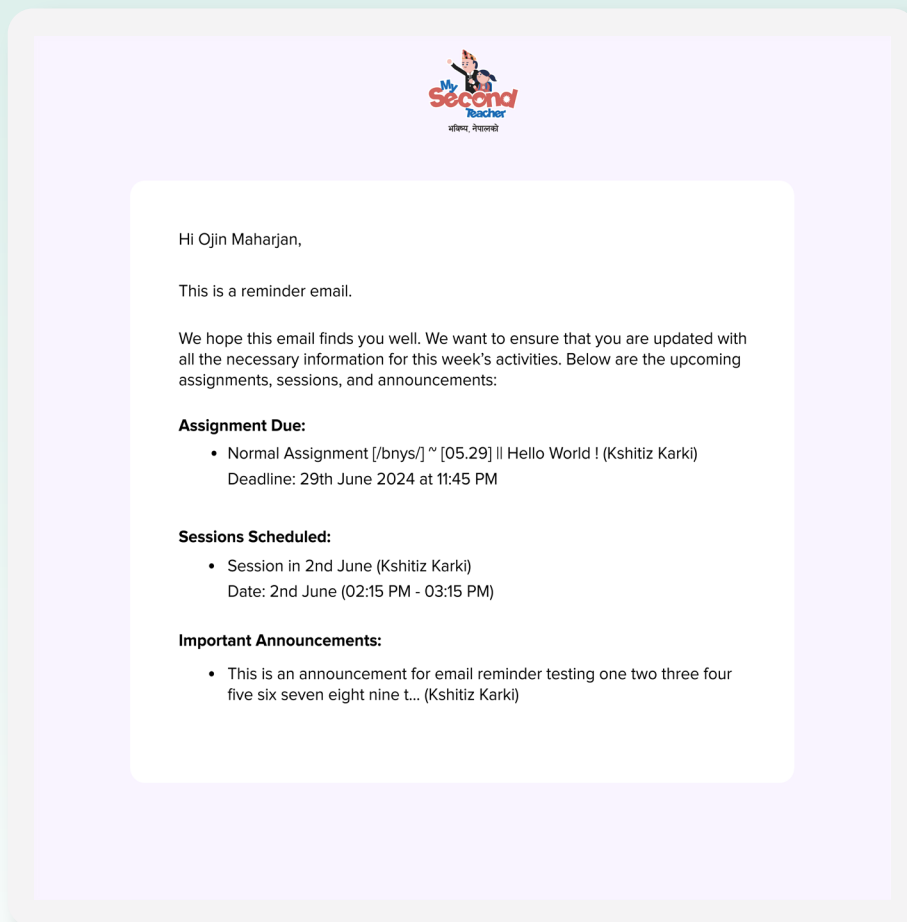 My
Second
Teacher
भविष्य, नेपालको
Hi Ojin Maharjan,
This is a reminder email.
We hope this email finds you well. We want to ensure that you are updated with
all the necessary information for this week’s activities. Below are the upcoming
assignments, sessions, and announcements:
Assignment Due:
• Normal Assignment [/bnys/] ~ [05.29] || Hello World ! (Kshitiz Karki)
Deadline: 29th June 2024 at 11:45 PM
Sessions Scheduled:
• Session in 2nd June (Kshitiz Karki)
Date: 2nd June (02:15 PM - 03:15 PM)
Important Announcements:
• This is an announcement for email reminder testing one two three four
five six seven eight nine t... (Kshitiz Karki)